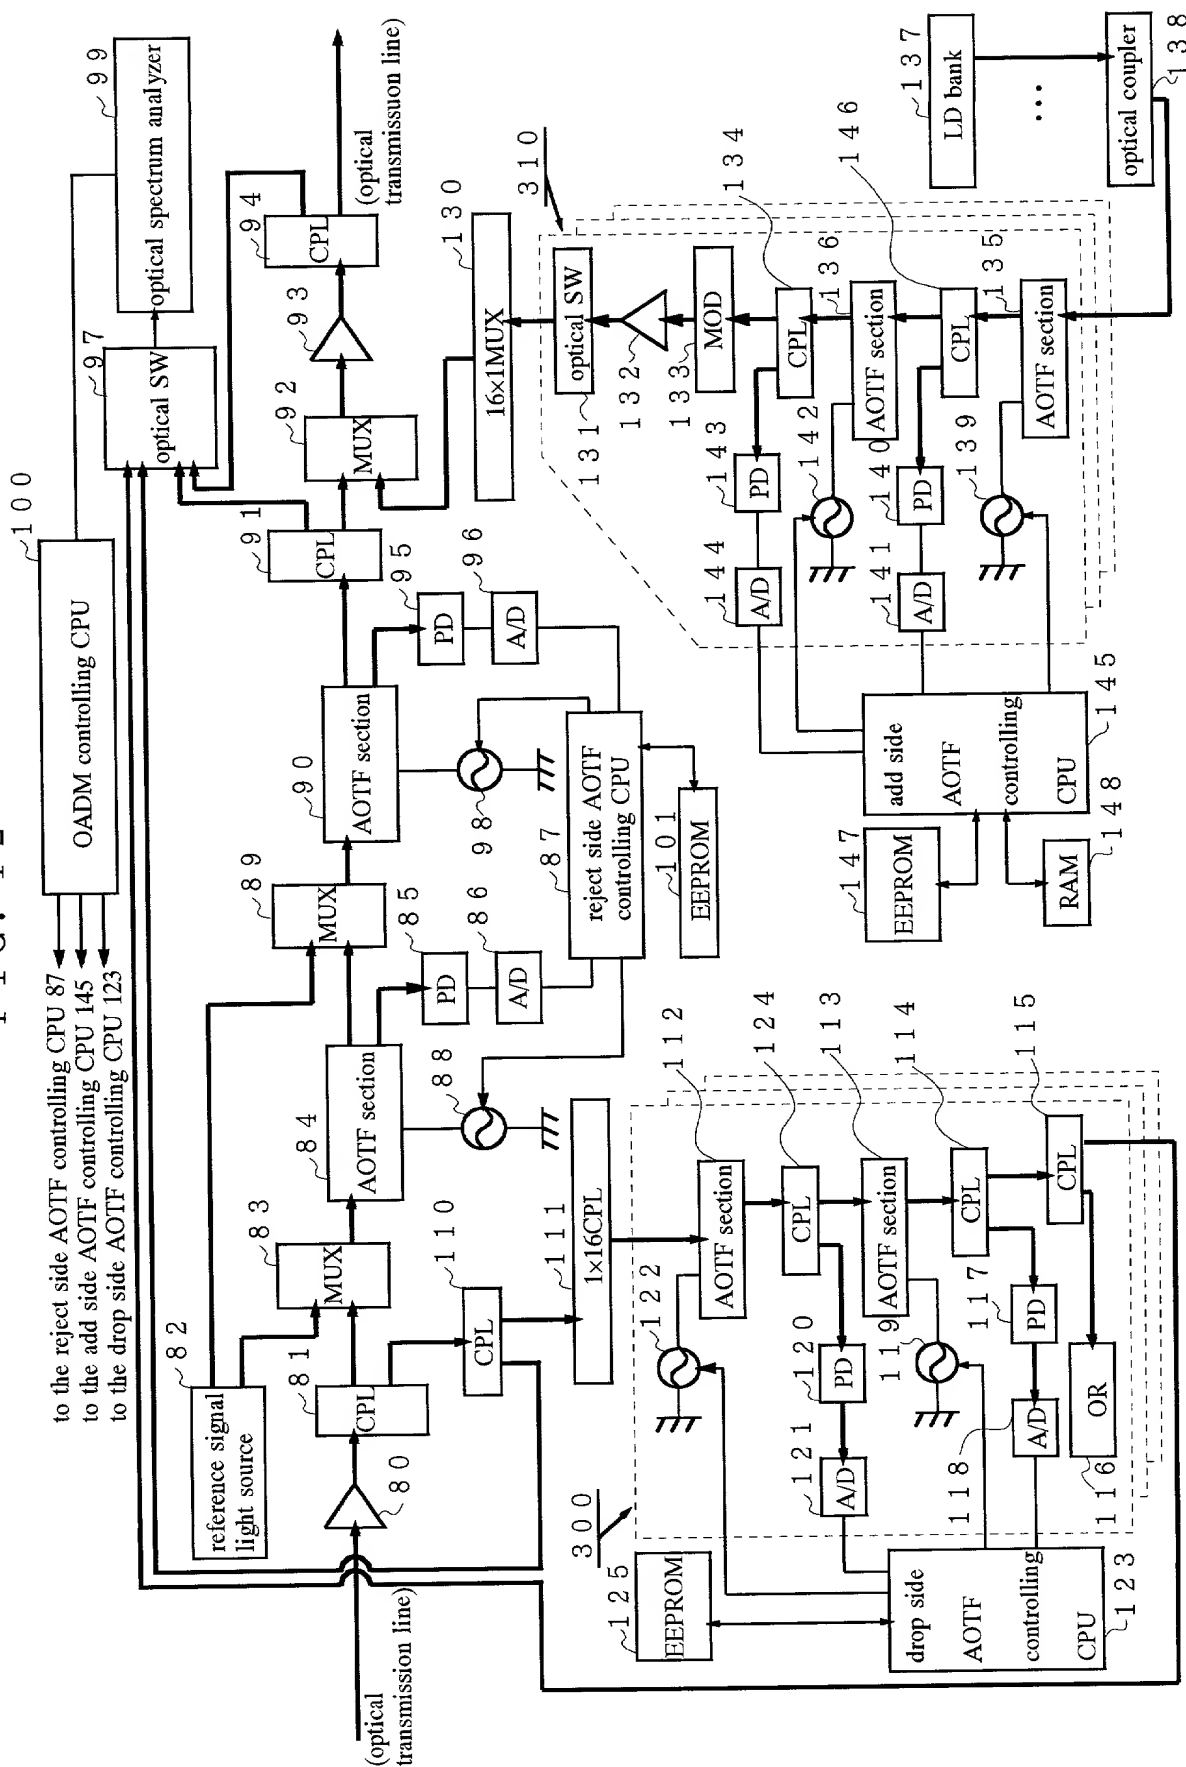 FIG. 12
100
OADM controlling CPU
to the reject side AOTF controlling CPU 87
to the add side AOTF controlling CPU 145
to the drop side AOTF controlling CPU 123
97
optical SW
99
optical spectrum analyzer
82
reference signal
light source
(optical
transmission line)
80
81
CPL
83
MUX
84
AOTF section
89
MUX
90
AOTF section
91
CPL
92
MUX
93
94
CPL
(optical
transmissuon line)
85
PD
86
A/D
88
95
PD
96
A/D
98
87
reject side AOTF
controlling CPU
101
EEPROM
110
CPL
111
1×16CPL
130
16×1MUX
300
112
AOTF section
122
124
CPL
120
PD
121
A/D
113
AOTF section
119
114
CPL
117
PD
118
A/D
115
CPL
116
OR
125
EEPROM
drop side
AOTF
controlling
CPU
123
310
131
optical SW
132
133
MOD
134
CPL
143
PD
144
A/D
136
AOTF section
142
146
CPL
140
PD
141
A/D
135
AOTF section
139
add side
AOTF
controlling
CPU
145
147
EEPROM
148
RAM
137
LD bank
...
138
optical coupler